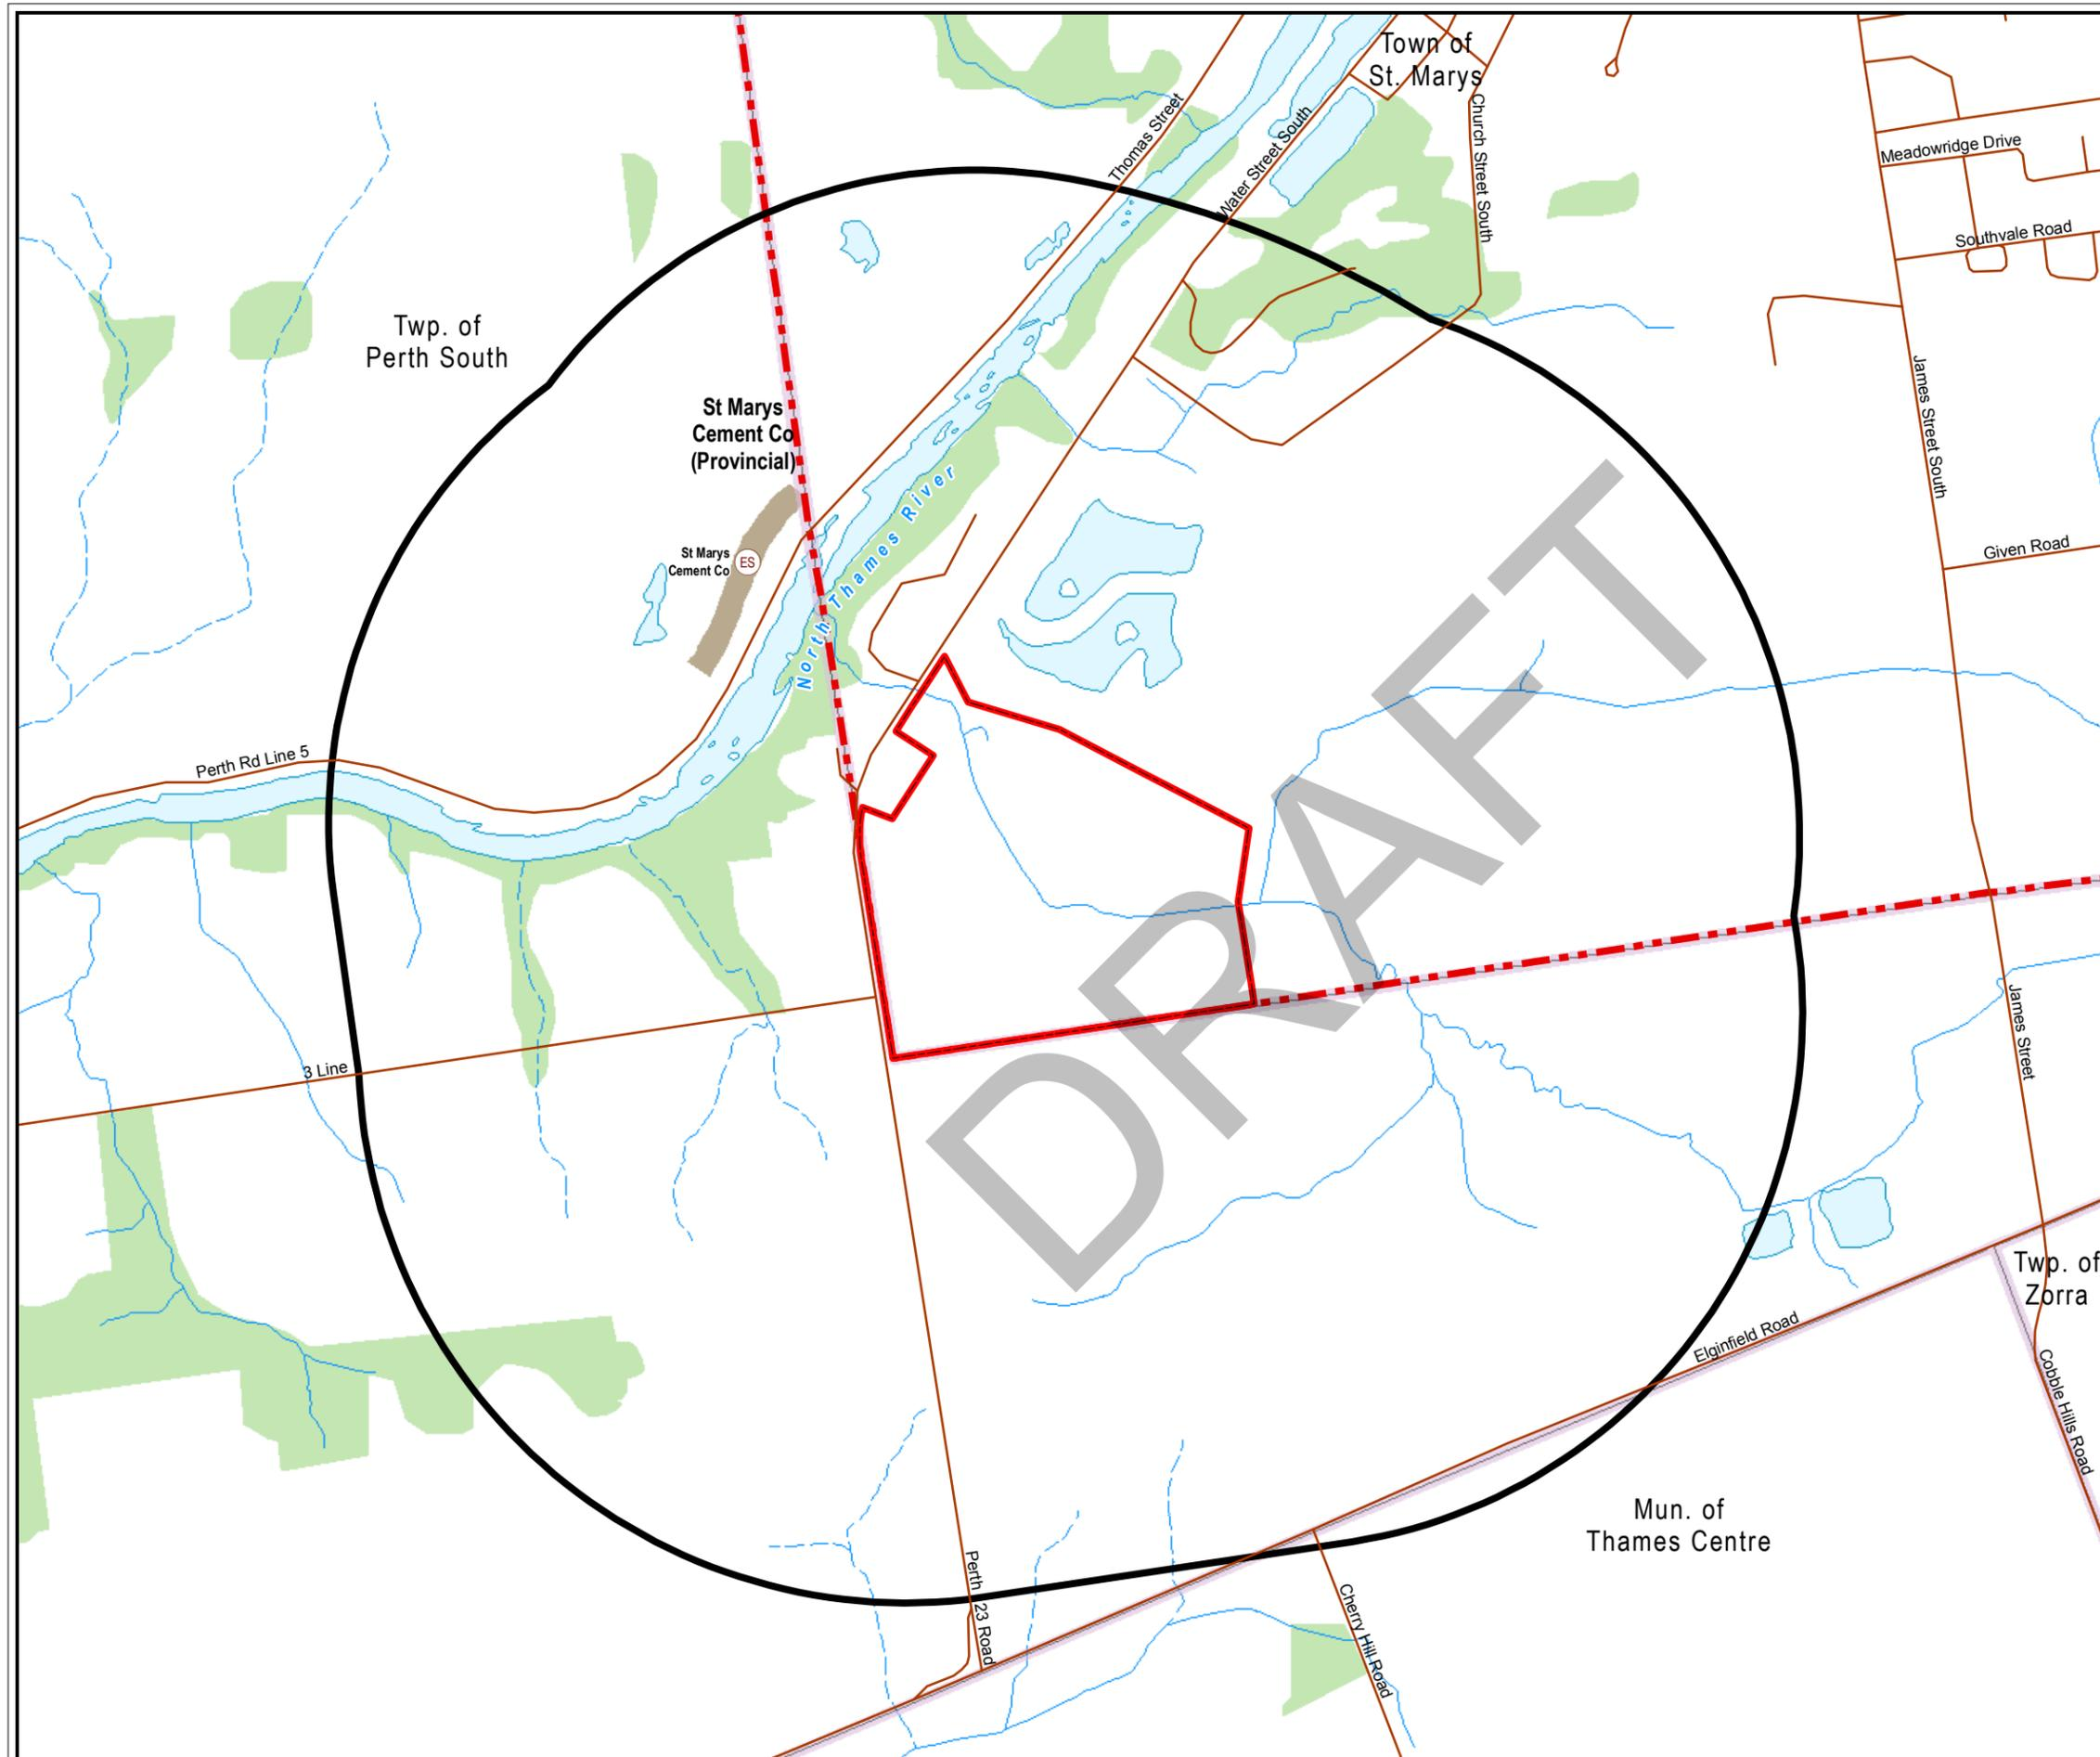 Town of
St. Marys
Thomas Street
Water Street South
Church Street South
Meadowridge Drive
Southvale Road
Twp. of
Perth South
James Street South
St Marys
Cement Co
(Provincial)
St Marys
Cement Co
ES
North Thames River
Given Road
Perth Rd Line 5
DRAFT
3 Line
James Street
Twp. of
Zorra
Elginfield Road
Cobble Hills Road
Mun. of
Thames Centre
Perth 23 Road
Cherry Hill Road